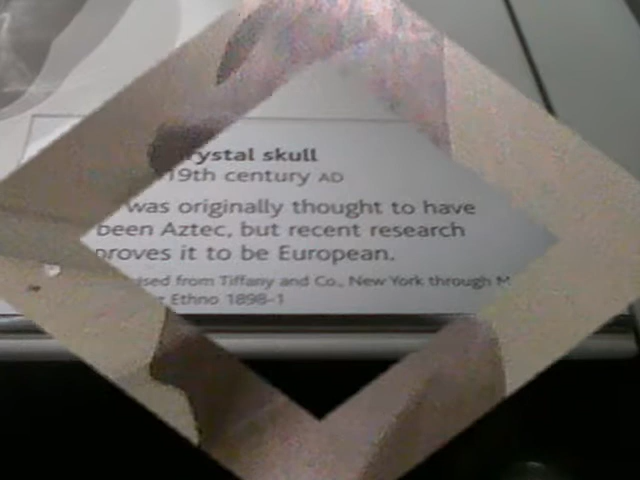 rystal skull
19th century AD
was originally thought to have
been Aztec, but recent research
proves it to be European.
from Tiffany and Co., New York through
Ethno 1898-1